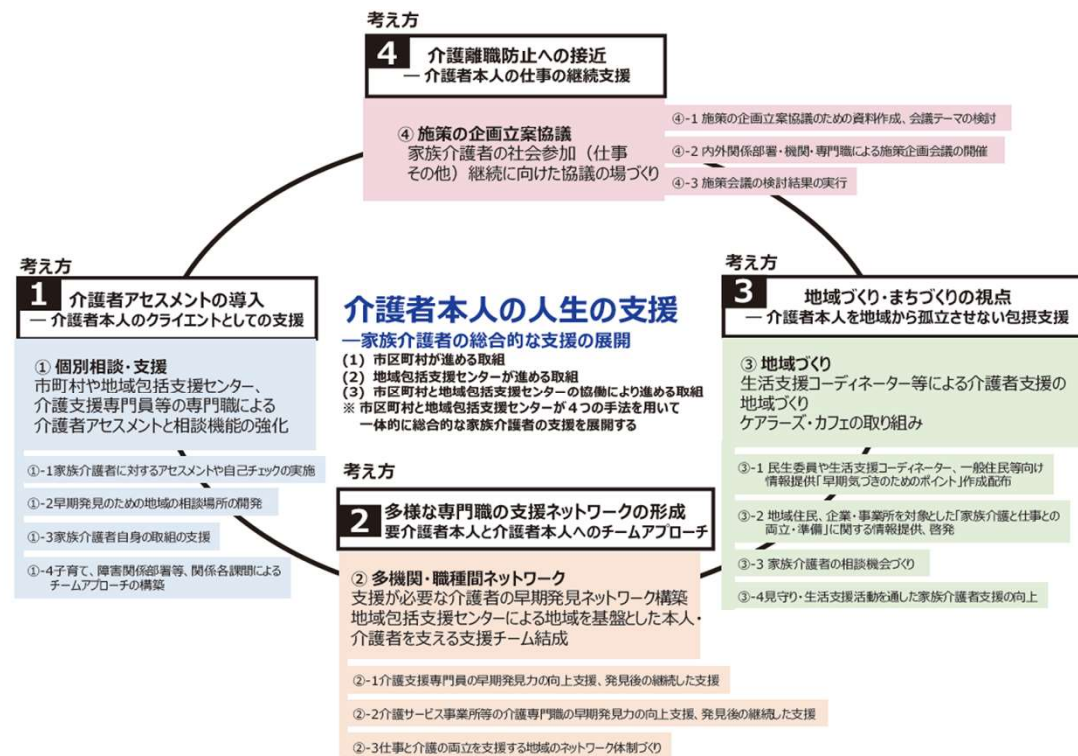 考え方
4 介護離職防止への接近
― 介護者本人の仕事の継続支援
④ 施策の企画立案協議
家族介護者の社会参加（仕事
その他）継続に向けた協議の場づくり
④-1 施策の企画立案協議のための資料作成、会議テーマの検討
④-2 内外関係部署・機関・専門職による施策企画会議の開催
④-3 施策会議の検討結果の実行
考え方
1 介護者アセスメントの導入
― 介護者本人のクライエントとしての支援
① 個別相談・支援
市町村や地域包括支援センター、
介護支援専門員等の専門職による
介護者アセスメントと相談機能の強化
①-1家族介護者に対するアセスメントや自己チェックの実施
①-2早期発見のための地域の相談場所の開発
①-3家族介護者自身の取組の支援
①-4子育て、障害関係部署等、関係各課間による
チームアプローチの構築
介護者本人の人生の支援
―家族介護者の総合的な支援の展開
(1) 市区町村が進める取組
(2) 地域包括支援センターが進める取組
(3) 市区町村と地域包括支援センターの協働により進める取組
※ 市区町村と地域包括支援センターが４つの手法を用いて
一体的に総合的な家族介護者の支援を展開する
考え方
2 多様な専門職の支援ネットワークの形成
要介護者本人と介護者本人へのチームアプローチ
② 多機関・職種間ネットワーク
支援が必要な介護者の早期発見ネットワーク構築
地域包括支援センターによる地域を基盤とした本人・
介護者を支える支援チーム結成
②-1介護支援専門員の早期発見力の向上支援、発見後の継続した支援
②-2介護サービス事業所等の介護専門職の早期発見力の向上支援、発見後の継続した支援
②-3仕事と介護の両立を支援する地域のネットワーク体制づくり
考え方
3 地域づくり・まちづくりの視点
― 介護者本人を地域から孤立させない包摂支援
③ 地域づくり
生活支援コーディネーター等による介護者支援の
地域づくり
ケアラーズ・カフェの取り組み
③-1 民生委員や生活支援コーディネーター、一般住民等向け
情報提供「早期気づきのためのポイント」作成配布
③-2 地域住民、企業・事業所を対象とした「家族介護と仕事との
両立・準備」に関する情報提供、啓発
③-3 家族介護者の相談機会づくり
③-4見守り・生活支援活動を通した家族介護者支援の向上